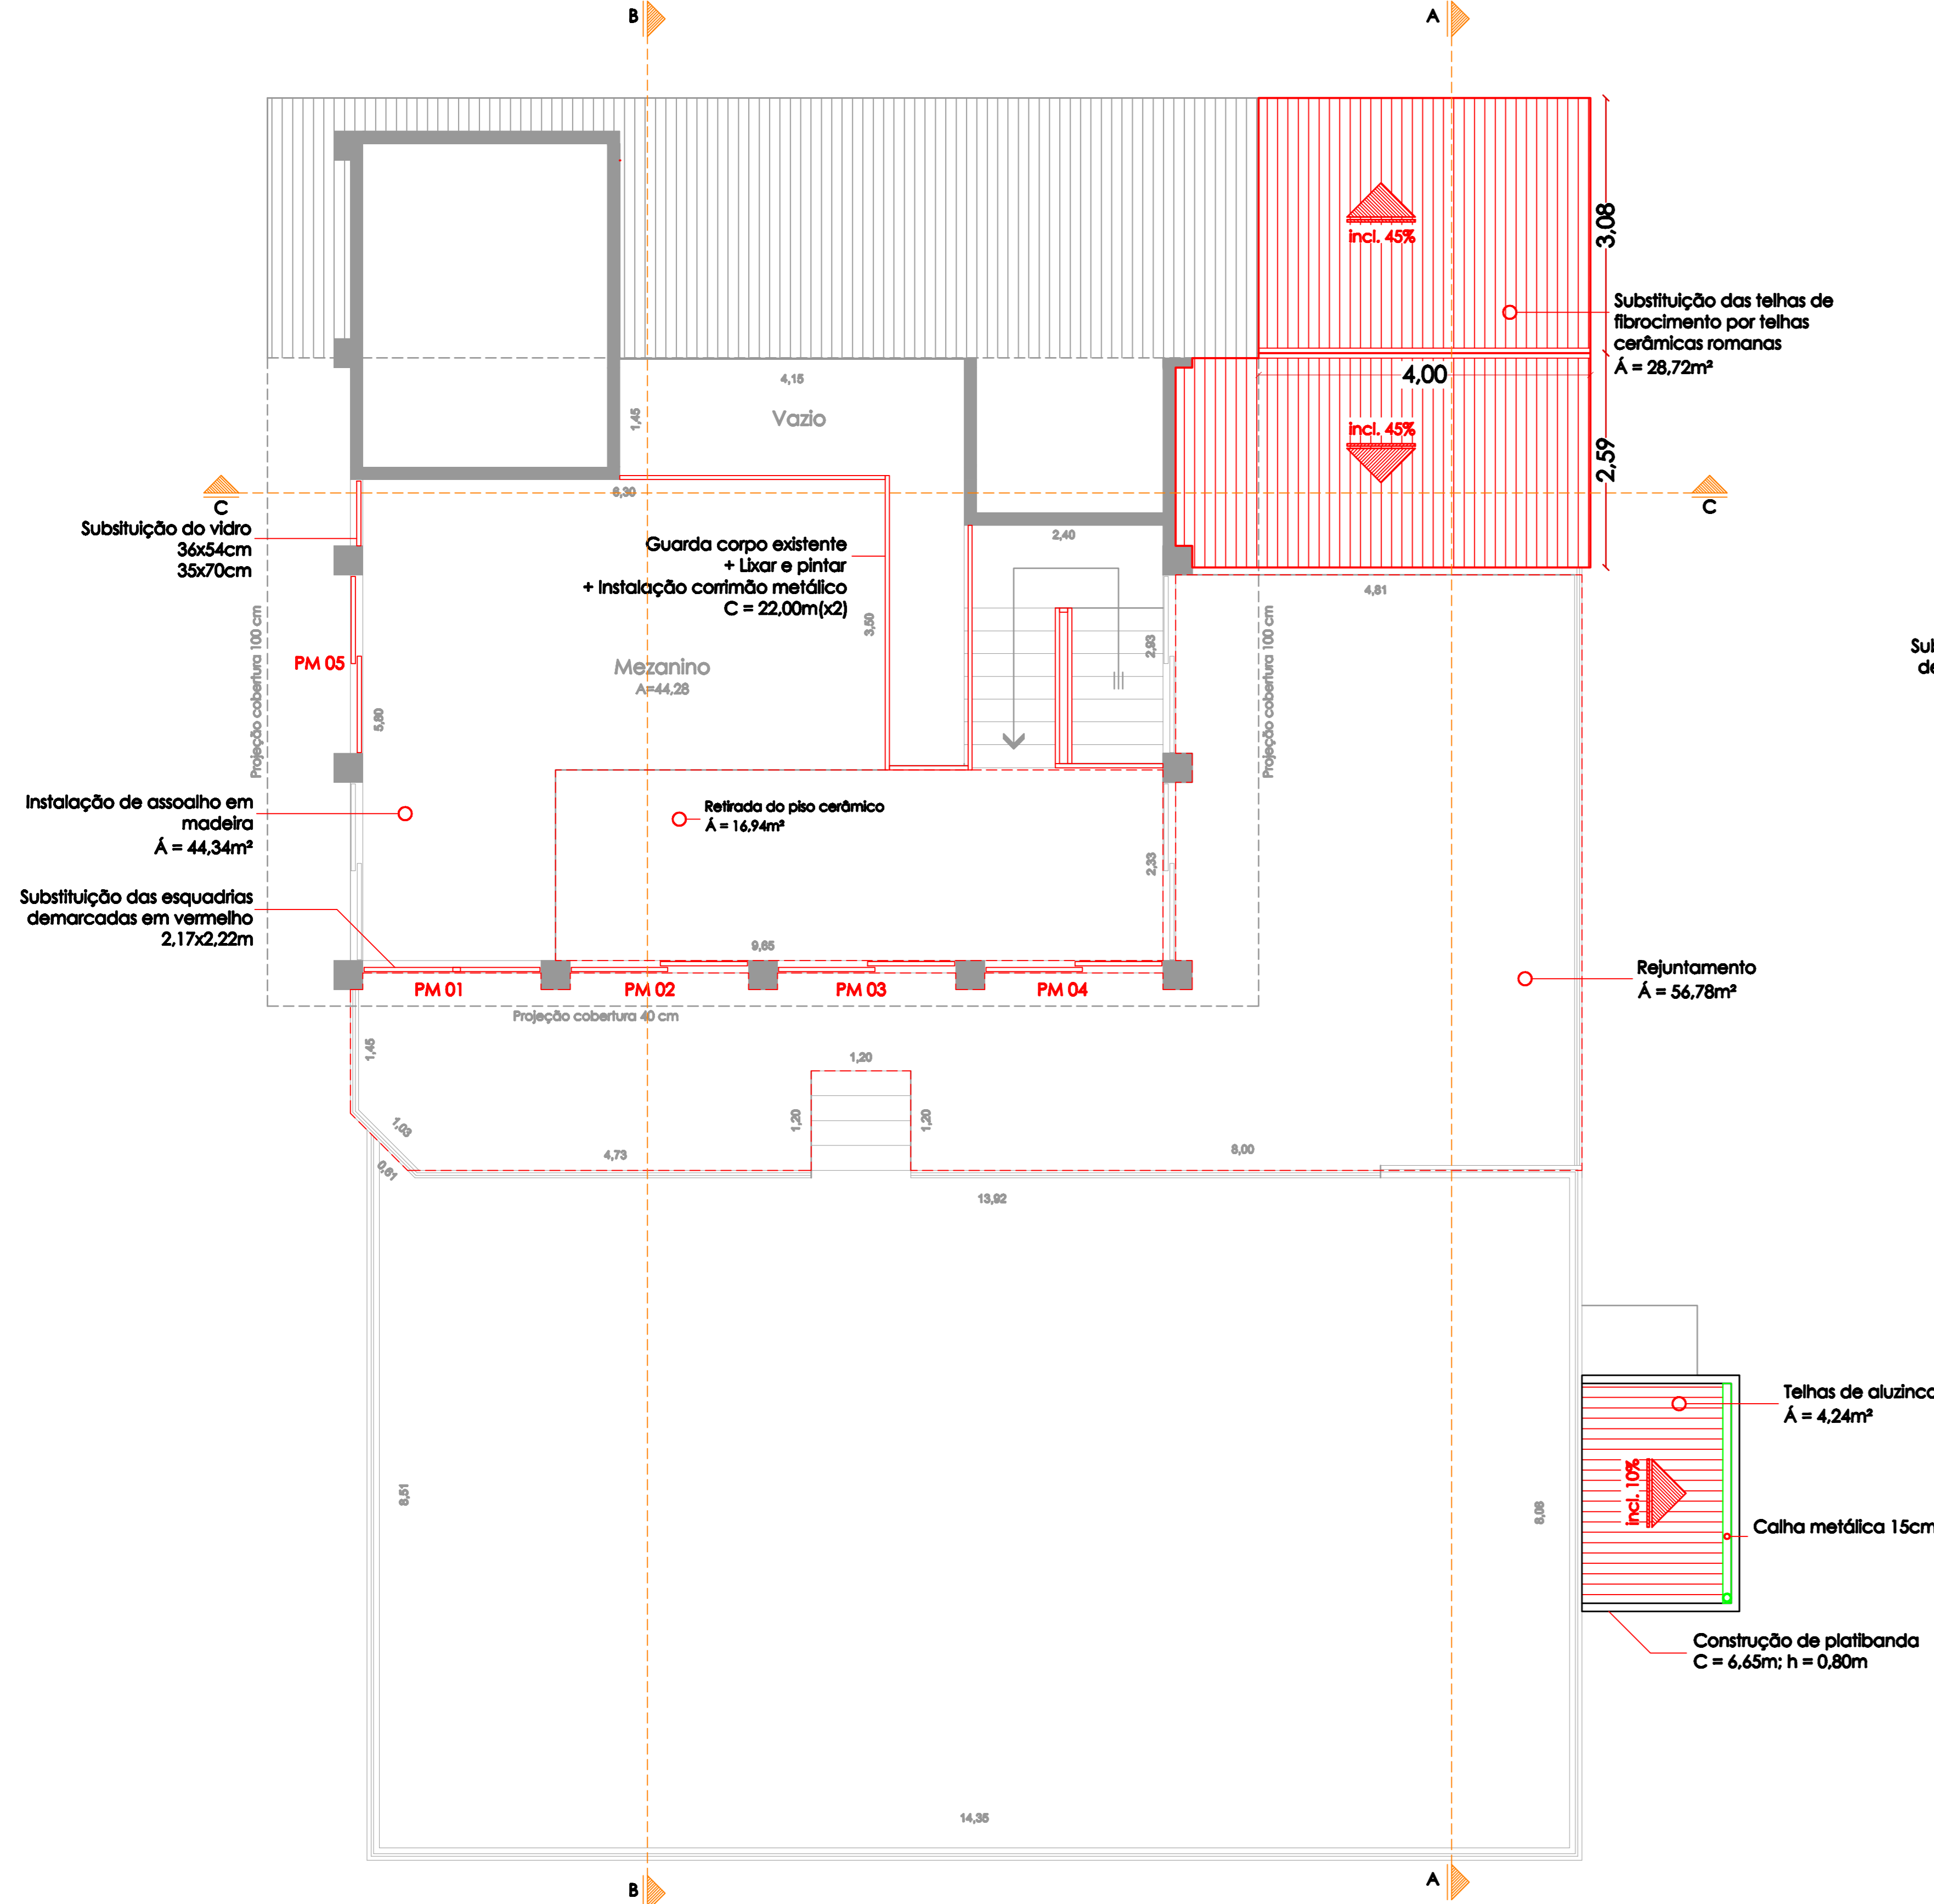 B
A
3,08
incl. 45%
Substituição das telhas de
fibrocimento por telhas
cerâmicas romanas
Á = 28,72m²
4,00
4,15
1,45
Vazio
incl. 45%
2,59
6,30
C
C
Subsituição do vidro
36x54cm
35x70cm
Guarda corpo existente
+ Lixar e pintar
+ Instalação corrimão metálico
C = 22,00m(x2)
2,40
4,81
3,50
2,93
Projeção cobertura 100 cm
Projeção cobertura 100 cm
PM 05
Mezanino
A=44,28
5,80
Instalação de assoalho em
madeira
Á = 44,34m²
Retirada do piso cerâmico
Á = 16,94m²
2,33
Substituição das esquadrias
demarcadas em vermelho
2,17x2,22m
9,65
PM 01
PM 02
PM 03
PM 04
Rejuntamento
Á = 56,78m²
Projeção cobertura 40 cm
1,45
1,20
1,20
1,20
1,03
0,61
4,73
8,00
13,92
Telhas de aluzinco
Á = 4,24m²
incl. 10%
8,51
8,08
Calha metálica 15cm
Construção de platibanda
C = 6,65m; h = 0,80m
14,35
B
A